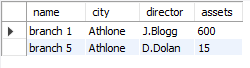 name city director assets
branch 1 Athlone J.Blogg 600
branch 5 Athlone D.Dolan 15